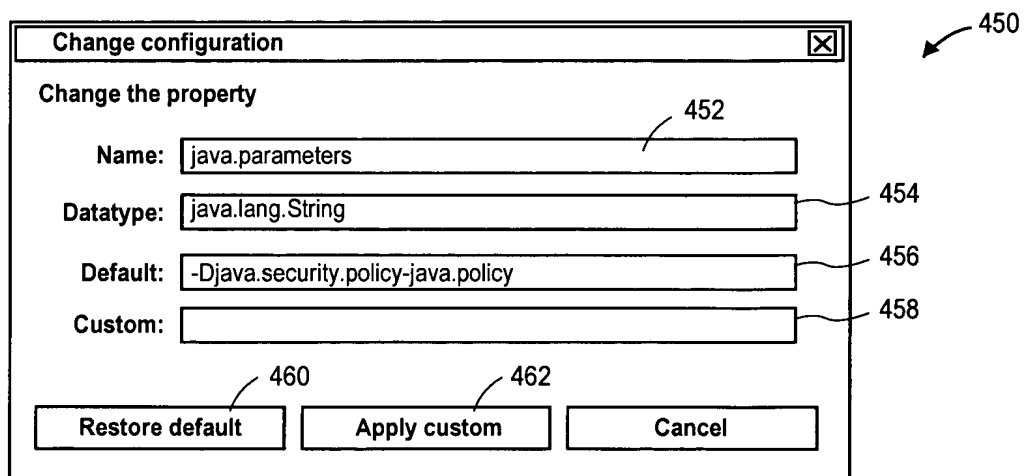 450
Change configuration
Change the property
452
Name: java.parameters
Datatype: java.lang.String
454
Default: -Djava.security.policy-java.policy
456
Custom:
458
460
462
Restore default
Apply custom
Cancel